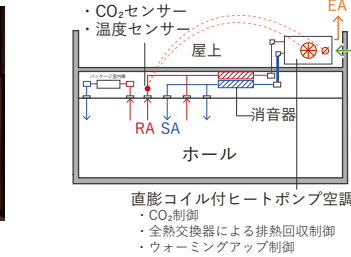 EA
・CO₂センサー
・温度センサー
屋上
パッケージ室内機
消音器
RA SA
ホール
直膨コイル付ヒートポンプ空調
・CO₂制御
・全熱交換器による排熱回収制御
・ウォーミングアップ制御